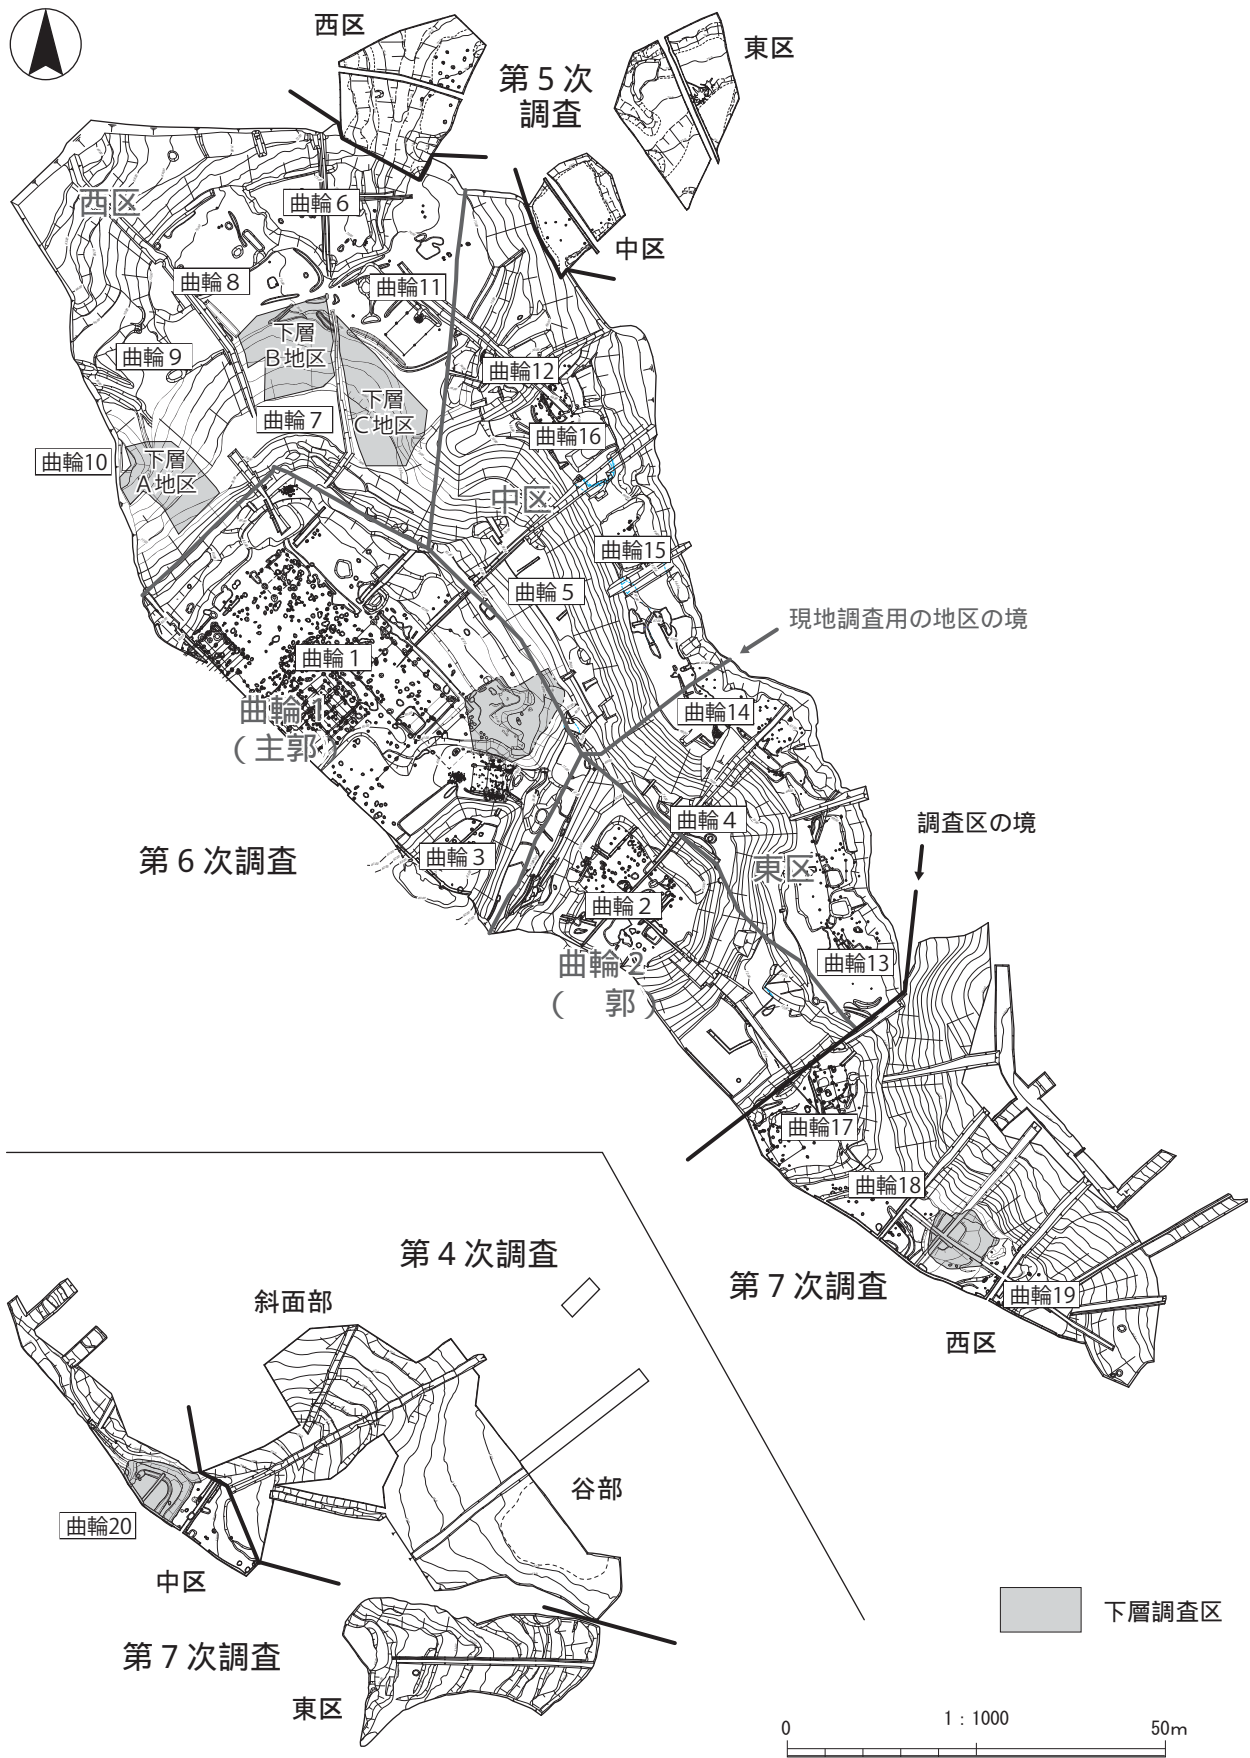 西区
第5次
調査
東区
中区
西区
曲輪6
曲輪8
曲輪11
下層
B地区
曲輪9
曲輪12
下層
C地区
曲輪7
曲輪16
曲輪10
下層
A地区
中区
曲輪15
曲輪5
現地調査用の地区の境
曲輪1
曲輪1
（主郭）
曲輪14
曲輪4
調査区の境
第6次調査
曲輪3
東区
曲輪2
曲輪2
（　郭）
曲輪13
曲輪17
曲輪18
第4次調査
第7次調査
曲輪19
斜面部
西区
谷部
曲輪20
中区
下層調査区
第7次調査
東区
1：1000
0
50m